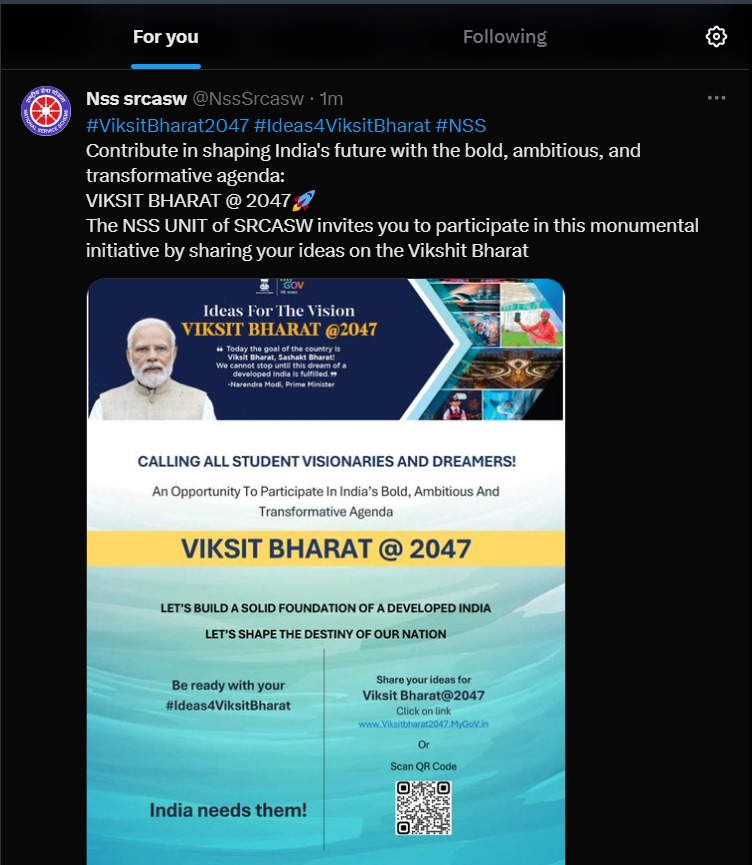 For you
Following
Nss srcasw @NssSrcasw · 1m
#ViksitBharat2047 #Ideas4ViksitBharat #NSS
Contribute in shaping India's future with the bold, ambitious, and
transformative agenda:
VIKSIT BHARAT @ 2047🚀
The NSS UNIT of SRCASW invites you to participate in this monumental
initiative by sharing your ideas on the Vikshit Bharat
GOV
Ideas For The Vision
VIKSIT BHARAT @2047
“ Today the goal of the country is
Viksit Bharat, Sashakt Bharat!
We cannot stop until this dream of a
developed India is fulfilled. ”
-Narendra Modi, Prime Minister
CALLING ALL STUDENT VISIONARIES AND DREAMERS!
An Opportunity To Participate In India's Bold, Ambitious And
Transformative Agenda
VIKSIT BHARAT @ 2047
LET'S BUILD A SOLID FOUNDATION OF A DEVELOPED INDIA
LET'S SHAPE THE DESTINY OF OUR NATION
Be ready with your
#Ideas4ViksitBharat
India needs them!
Share your ideas for
Viksit Bharat@2047
Click on link
www.Viksitbharat2047.MyGoV.in
Or
Scan QR Code